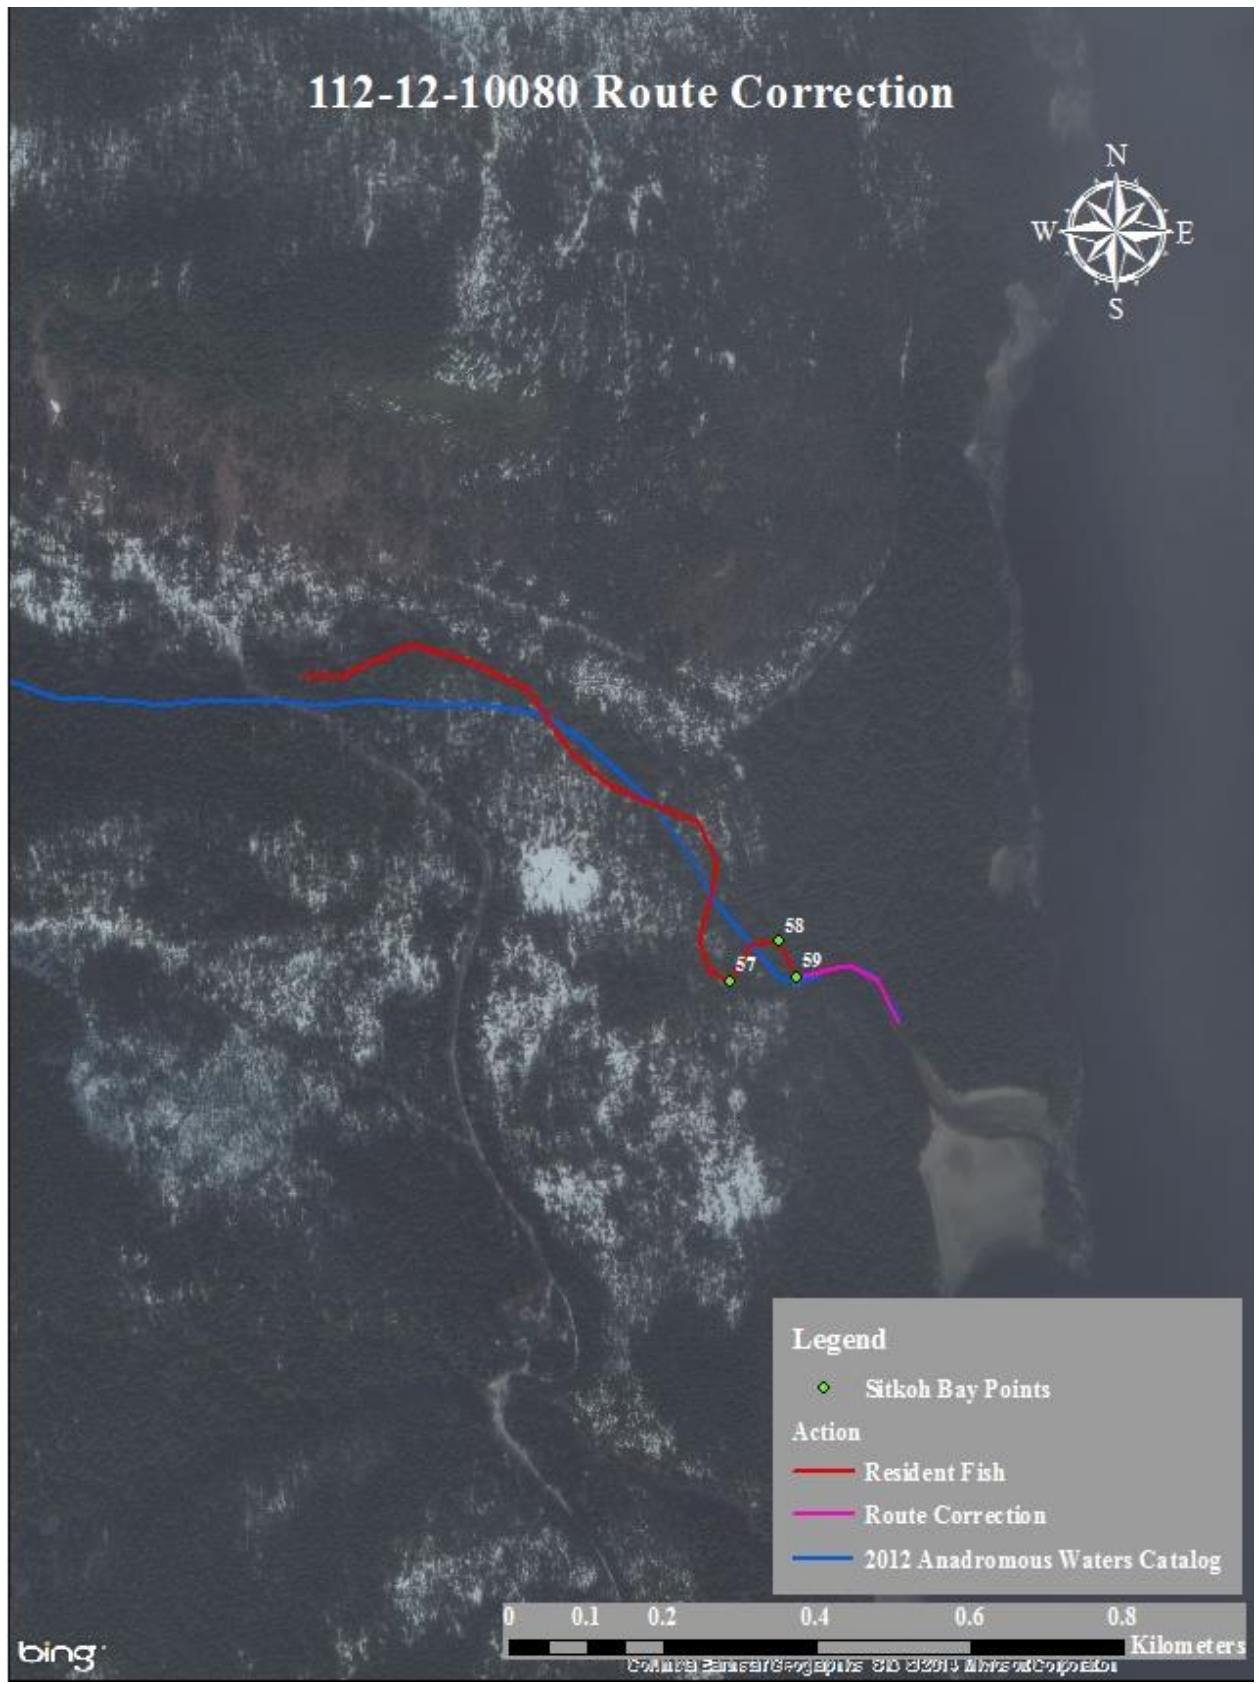 112-12-10080 Route Correction
N
W E
S
58
57
59
Legend
Sitkoh Bay Points
Action
Resident Fish
Route Correction
2012 Anadromous Waters Catalog
0 0.1 0.2 0.4 0.6 0.8
Kilometers
bing